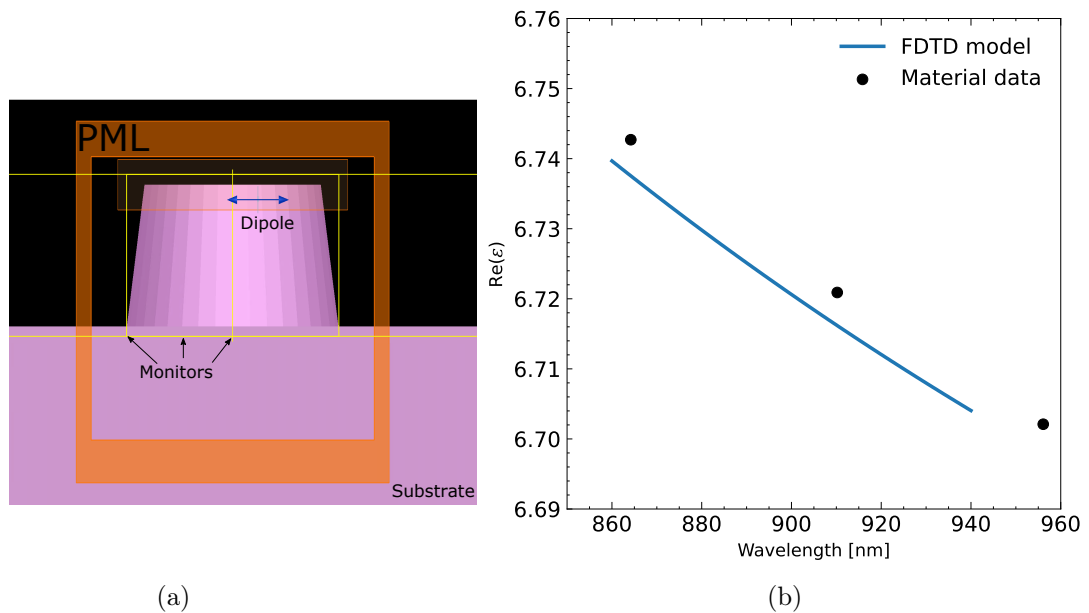 PML
Dipole
Monitors
Substrate
(a)
6.76
6.75
6.74
6.73
6.72
6.71
6.70
6.69
Re(ε)
860 880 900 920 940 960
Wavelength [nm]
FDTD model
Material data
(b)